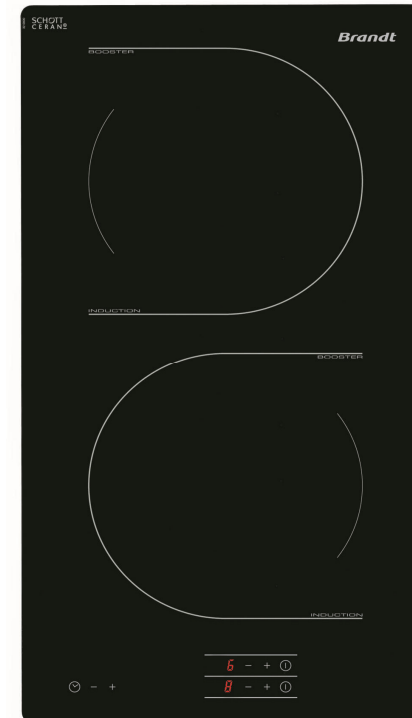 SCHOTT
CERAN®
Brandt
BOOSTER
INDUCTION
BOOSTER
INDUCTION
6 - +
8 - +
- +